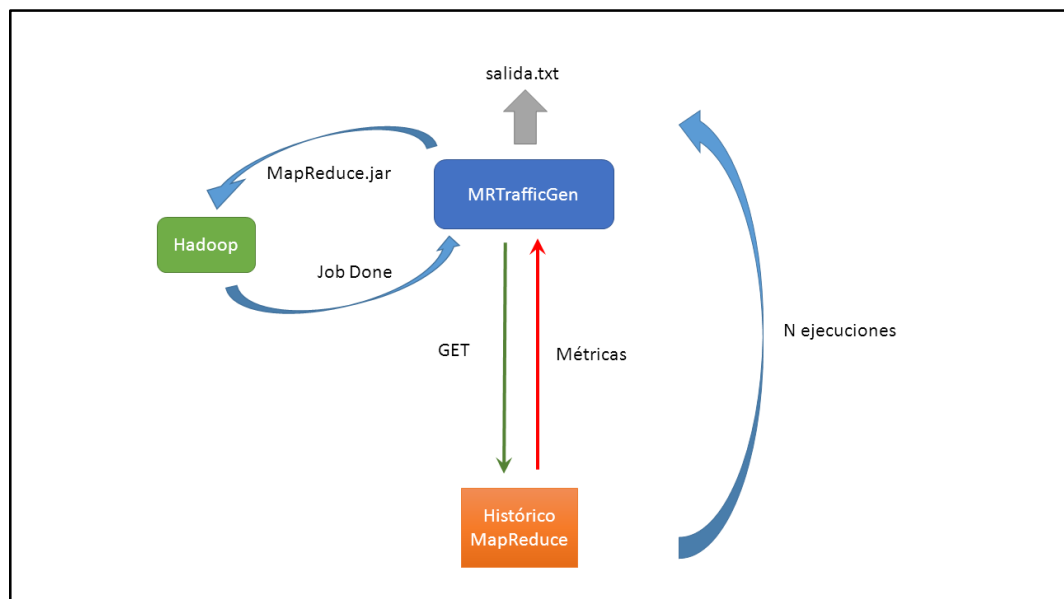 salida.txt
MapReduce.jar
MRTrafficGen
Hadoop
Job Done
GET
Métricas
N ejecuciones
Histórico
MapReduce